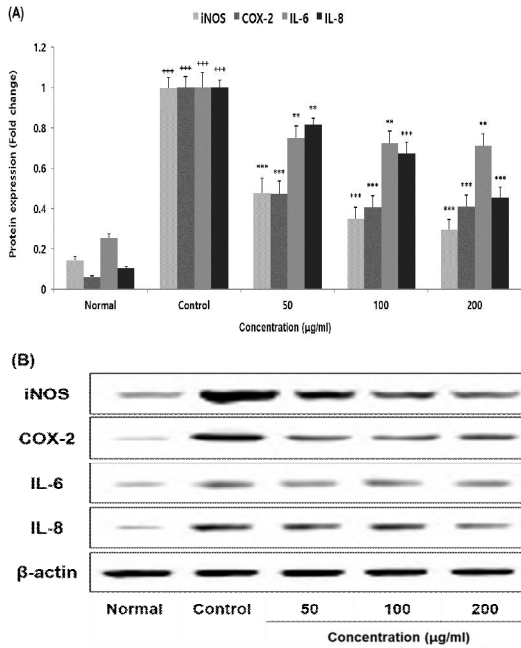 (A)
iNOS COX-2 IL-6 IL-8
Protein expression (Fold change)
1.2
1
0.8
0.6
0.4
0.2
0
+++ +++ +++ +++
*** *** ** **
*** *** ** ***
*** *** ** ***
Normal Control 50 100 200
Concentration (µg/ml)
(B)
iNOS
COX-2
IL-6
IL-8
β-actin
Normal Control 50 100 200
Concentration (µg/ml)